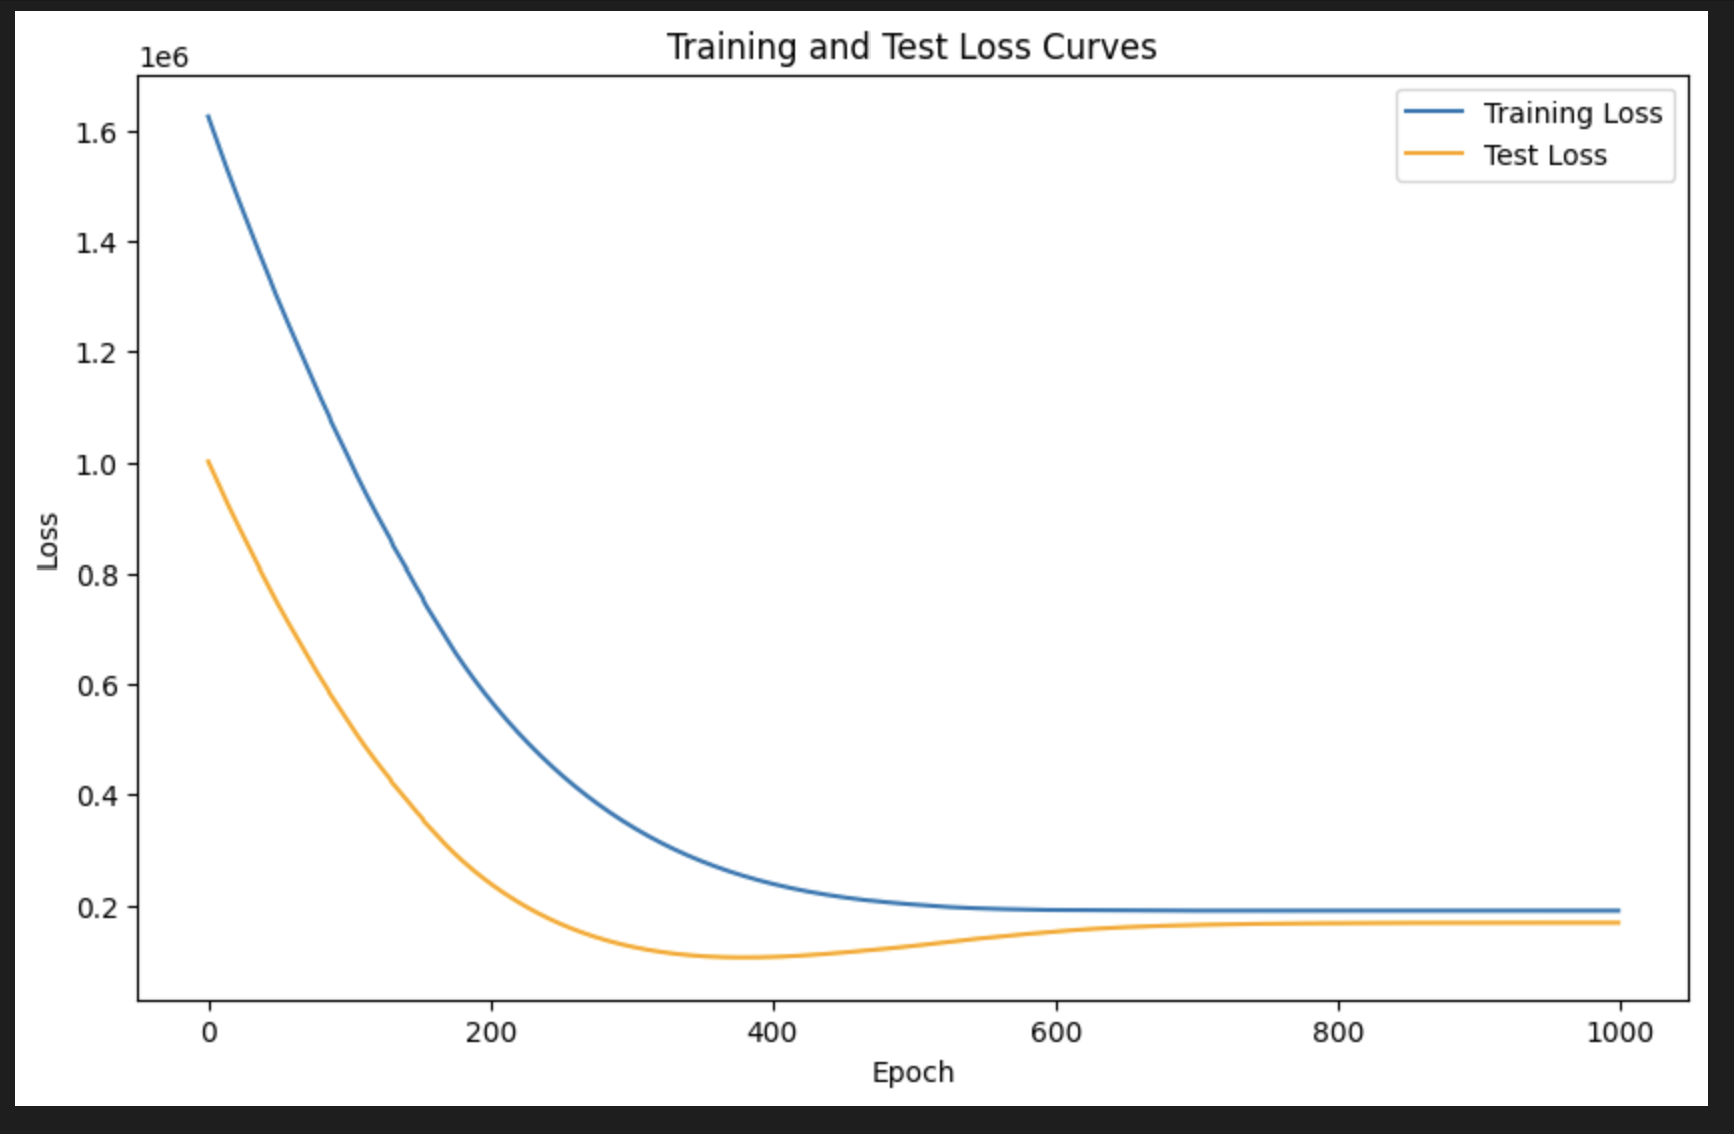 Training and Test Loss Curves
1e6
Training Loss
Test Loss
1.6
1.4
1.2
1.0
0.8
0.6
0.4
0.2
Loss
0 200 400 600 800 1000
Epoch